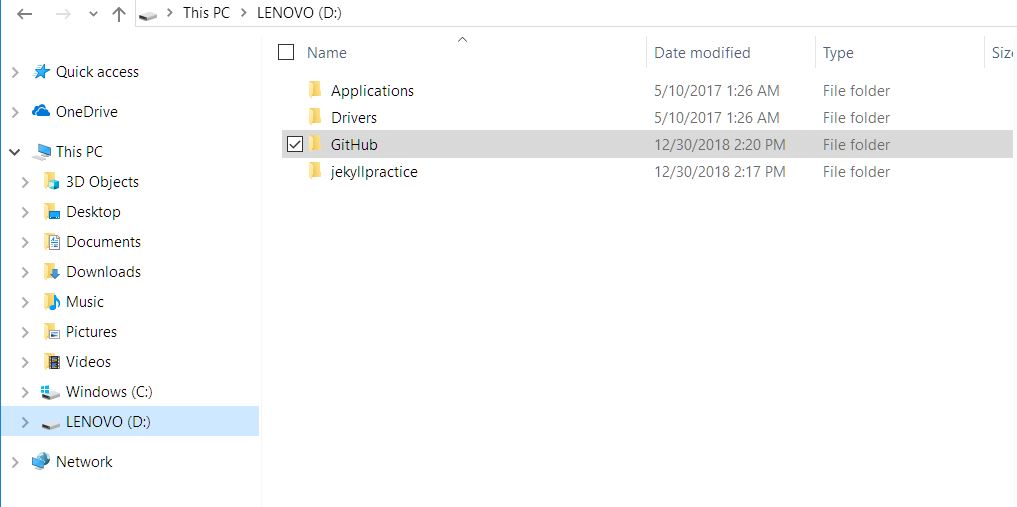 This PC > LENOVO (D:)
Name Date modified Type Siz
Quick access
OneDrive
This PC
3D Objects
Desktop
Documents
Downloads
Music
Pictures
Videos
Windows (C:)
LENOVO (D:)
Network
Applications 5/10/2017 1:26 AM File folder
Drivers 5/10/2017 1:26 AM File folder
GitHub 12/30/2018 2:20 PM File folder
jekyllpractice 12/30/2018 2:17 PM File folder